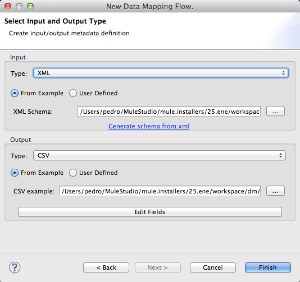 New Data Mapping Flow.
Select Input and Output Type
Create input/output metadata definition
Input
Type: XML
From Example User Defined
XML Schema: /Users/pedro/MuleStudio/mule.installers/25.ene/workspac ...
Generate schema from xml
Output
Type: CSV
From Example User Defined
CSV example: /Users/pedro/MuleStudio/mule.installers/25.ene/workspace/dm/ ...
Edit Fields
? < Back Next > Cancel Finish